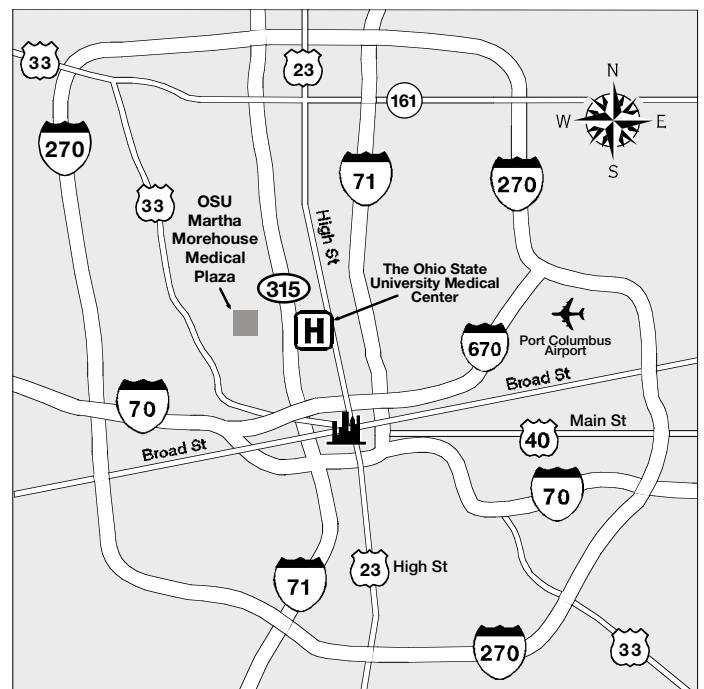 33
23
161
N
W
E
S
270
71
270
33
OSU
Martha
Morehouse
Medical
Plaza
High St
315
The Ohio State
University Medical
Center
H
670
Port Columbus
Airport
Broad St
70
Main St
40
Broad St
70
71
23
High St
270
33